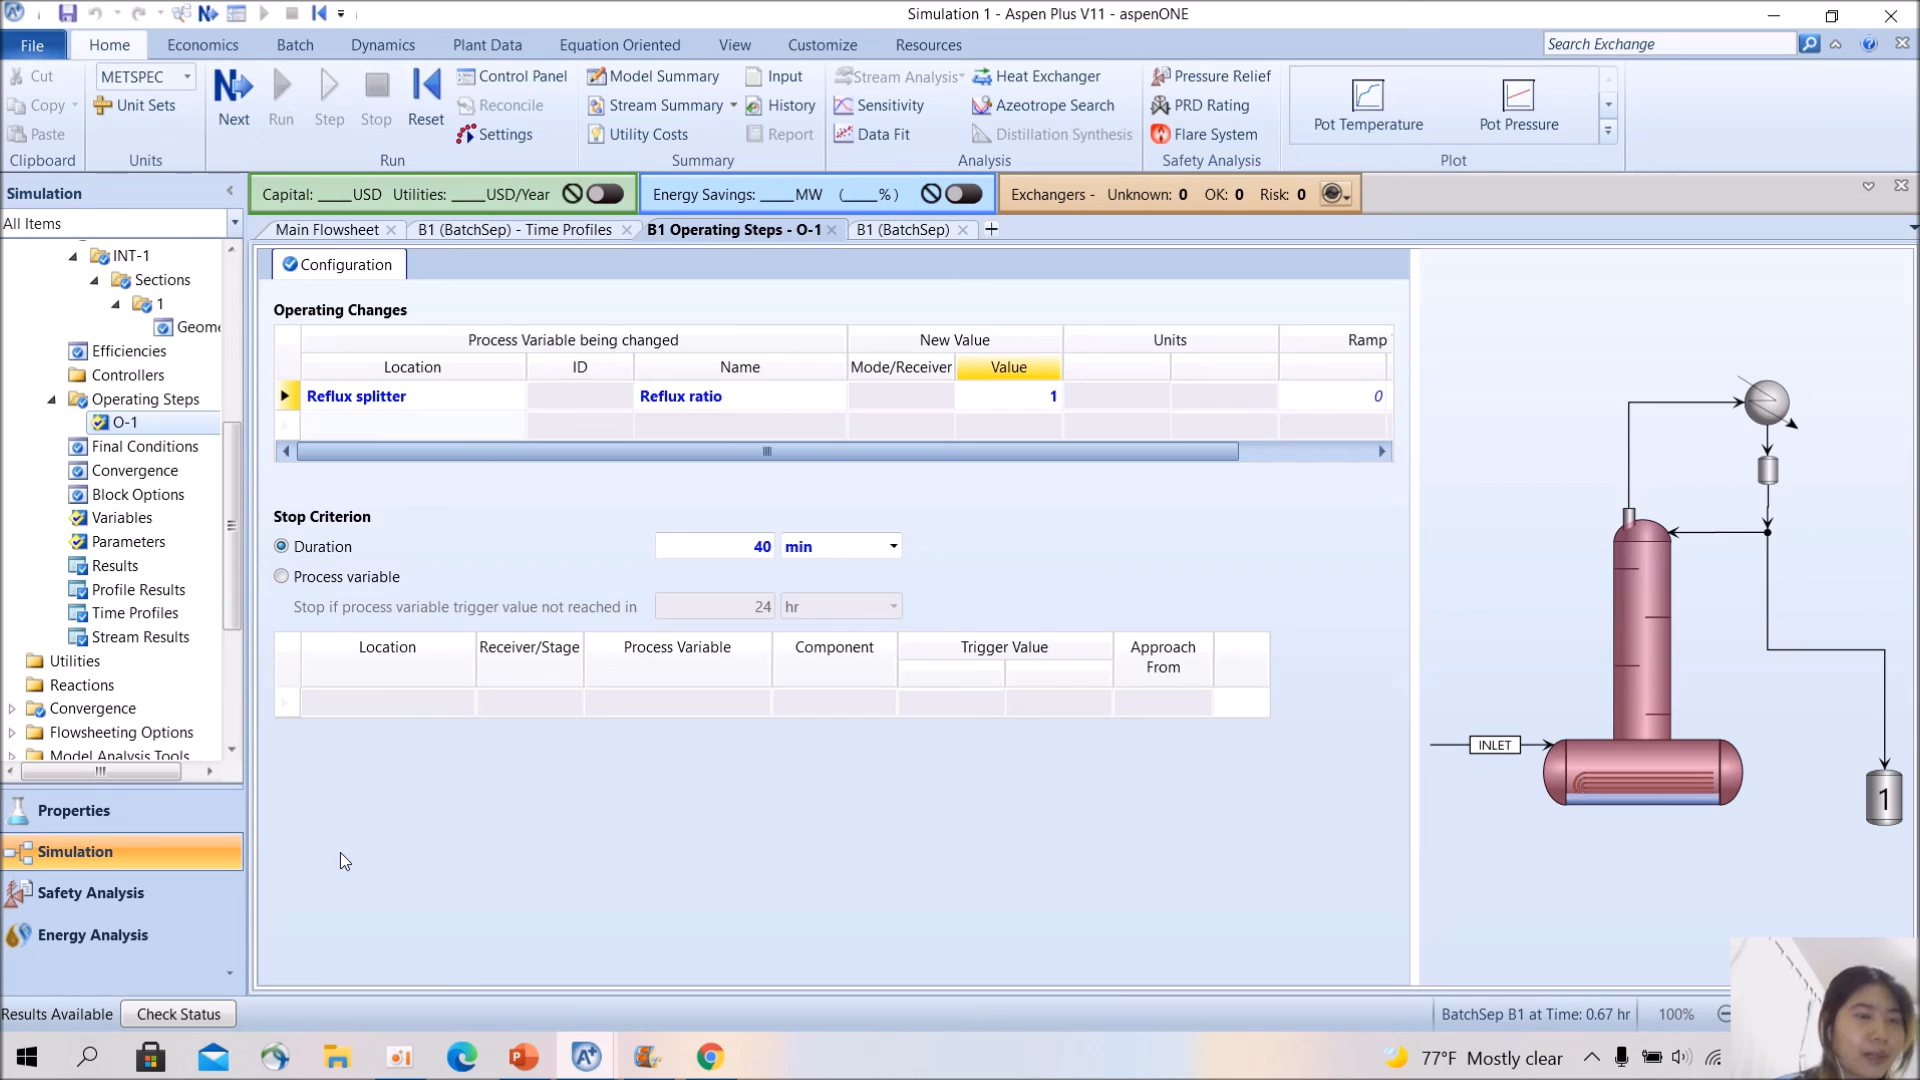 Simulation 1 - Aspen Plus V11 - aspenONE
File Home Economics Batch Dynamics Plant Data Equation Oriented View Customize Resources Search Exchange
Cut METSPEC Control Panel Model Summary Input Stream Analysis Heat Exchanger Pressure Relief
Copy Unit Sets Reconcile Stream Summary History Sensitivity Azeotrope Search PRD Rating
Paste Next Run Step Stop Reset Settings Utility Costs Report Data Fit Distillation Synthesis Flare System Pot Temperature Pot Pressure
Clipboard Units Run Summary Analysis Safety Analysis Plot
Simulation
Capital: _____USD Utilities: _____USD/Year Energy Savings: _____MW (_____%) Exchangers - Unknown: 0 OK: 0 Risk: 0
All Items
Main Flowsheet B1 (BatchSep) - Time Profiles B1 Operating Steps - O-1 B1 (BatchSep) +
INT-1
Sections
1
Geome
Efficiencies
Controllers
Operating Steps
O-1
Final Conditions
Convergence
Block Options
Variables
Parameters
Results
Profile Results
Time Profiles
Stream Results
Utilities
Reactions
Convergence
Flowsheeting Options
Model Analysis Tools
Properties
Simulation
Safety Analysis
Energy Analysis
Configuration
Operating Changes
Process Variable being changed New Value Units Ramp
Location ID Name Mode/Receiver Value
Reflux splitter Reflux ratio 1 0
Stop Criterion
Duration 40 min
Process variable
Stop if process variable trigger value not reached in 24 hr
Location Receiver/Stage Process Variable Component Trigger Value Approach From
INLET
1
Results Available Check Status BatchSep B1 at Time: 0.67 hr 100%
77°F Mostly clear